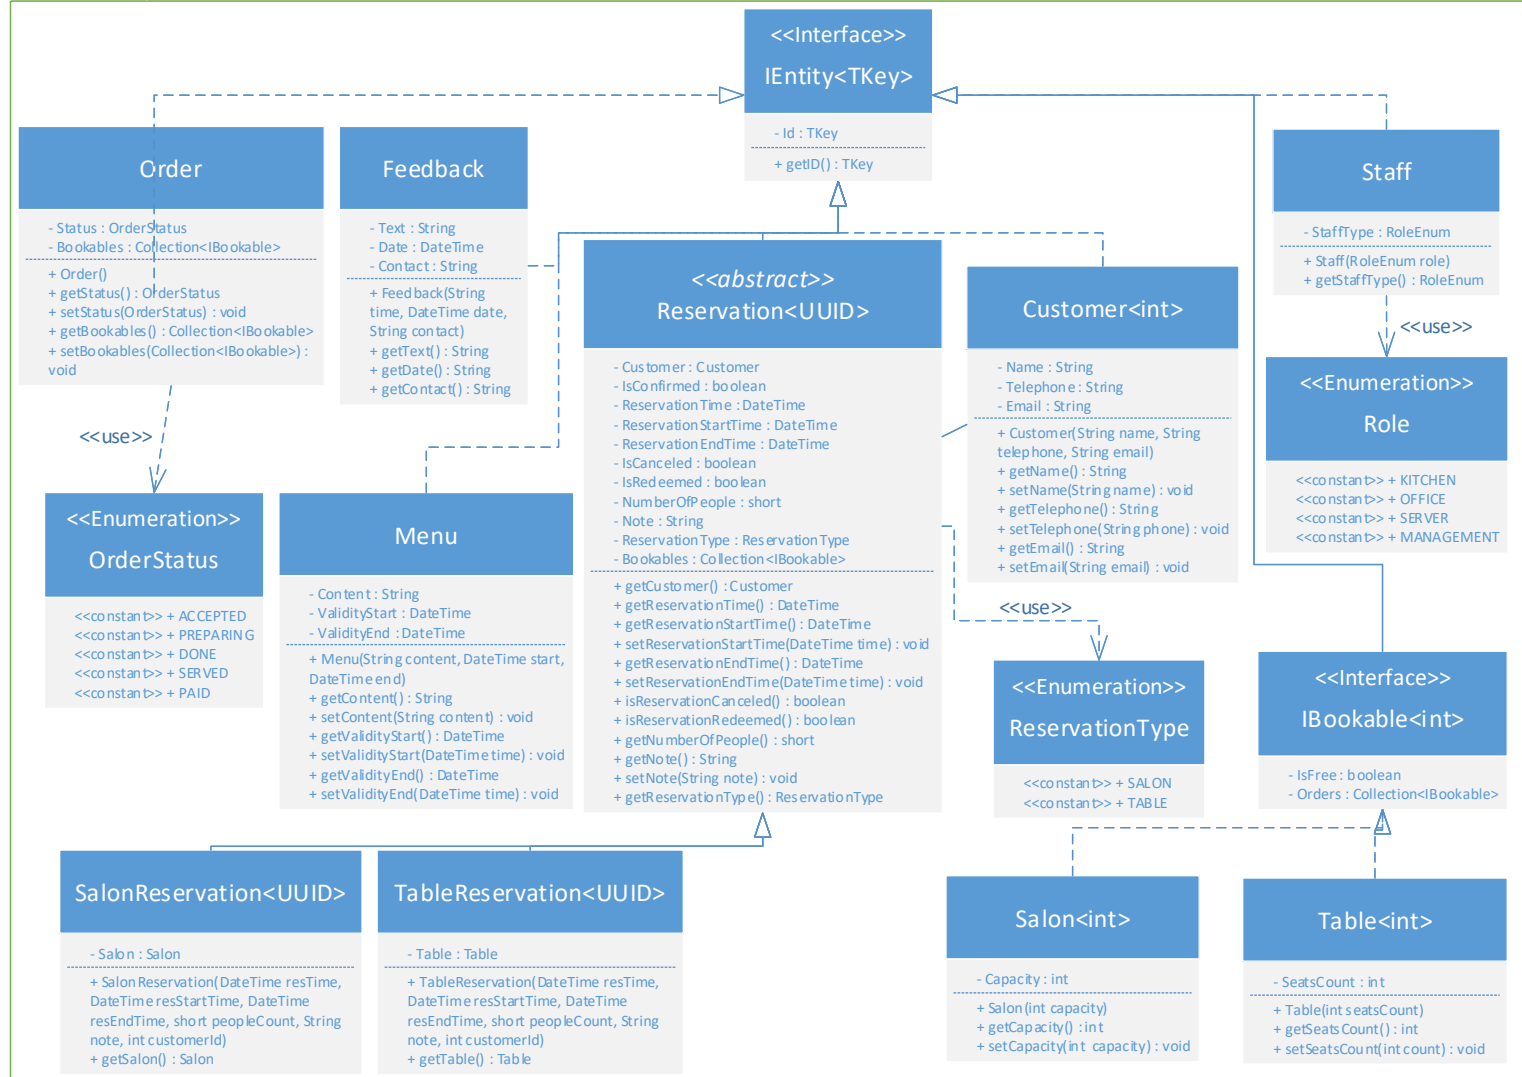 <<Interface>>
IEntity<TKey>
- Id : TKey
+ getID() : TKey
Order
- Status : OrderStatus
- Bookables : Collection<IBookable>
+ Order()
+ getStatus() : OrderStatus
+ setStatus(OrderStatus) : void
+ getBookables() : Collection<IBookable>
+ setBookables(Collection<IBookable>) :
void
Feedback
- Text : String
- Date : DateTime
- Contact : String
+ Feedback(String
time, DateTime date,
String contact)
+ getText() : String
+ getDate() : String
+ getContact() : String
<<abstract>>
Reservation<UUID>
- Customer : Customer
- IsConfirmed : boolean
- ReservationTime : DateTime
- ReservationStartTime : DateTime
- ReservationEndTime : DateTime
- IsCanceled : boolean
- IsRedeemed : boolean
- NumberOfPeople : short
- Note : String
- ReservationType : ReservationType
- Bookables : Collection<IBookable>
+ getCustomer() : Customer
+ getReservationTime() : DateTime
+ getReservationStartTime() : DateTime
+ setReservationStartTime(DateTime time) : void
+ getReservationEndTime() : DateTime
+ setReservationEndTime(DateTime time) : void
+ isReservationCanceled() : boolean
+ isReservationRedeemed() : boolean
+ getNumberOfPeople() : short
+ getNote() : String
+ setNote(String note) : void
+ getReservationType() : ReservationType
Customer<int>
- Name : String
- Telephone : String
- Email : String
+ Customer(String name, String
telephone, String email)
+ getName() : String
+ setName(String name) : void
+ getTelephone() : String
+ setTelephone(String phone) : void
+ getEmail() : String
+ setEmail(String email) : void
Staff
- StaffType : RoleEnum
+ Staff(RoleEnum role)
+ getStaffType() : RoleEnum
<<use>>
<<Enumeration>>
Role
<<constant>> + KITCHEN
<<constant>> + OFFICE
<<constant>> + SERVER
<<constant>> + MANAGEMENT
<<use>>
<<Enumeration>>
OrderStatus
<<constant>> + ACCEPTED
<<constant>> + PREPARING
<<constant>> + DONE
<<constant>> + SERVED
<<constant>> + PAID
Menu
- Content : String
- ValidityStart : DateTime
- ValidityEnd : DateTime
+ Menu(String content, DateTime start,
DateTime end)
+ getContent() : String
+ setContent(String content) : void
+ getValidityStart() : DateTime
+ setValidityStart(DateTime time) : void
+ getValidityEnd() : DateTime
+ setValidityEnd(DateTime time) : void
<<use>>
<<Enumeration>>
ReservationType
<<constant>> + SALON
<<constant>> + TABLE
<<Interface>>
IBookable<int>
- IsFree : boolean
- Orders : Collection<IBookable>
SalonReservation<UUID>
- Salon : Salon
+ SalonReservation(DateTime resTime,
DateTime resStartTime, DateTime
resEndTime, short peopleCount, String
note, int customerId)
+ getSalon() : Salon
TableReservation<UUID>
- Table : Table
+ TableReservation(DateTime resTime,
DateTime resStartTime, DateTime
resEndTime, short peopleCount, String
note, int customerId)
+ getTable() : Table
Salon<int>
- Capacity : int
+ Salon(int capacity)
+ getCapacity() : int
+ setCapacity(int capacity) : void
Table<int>
- SeatsCount : int
+ Table(int seatsCount)
+ getSeatsCount() : int
+ setSeatsCount(int count) : void